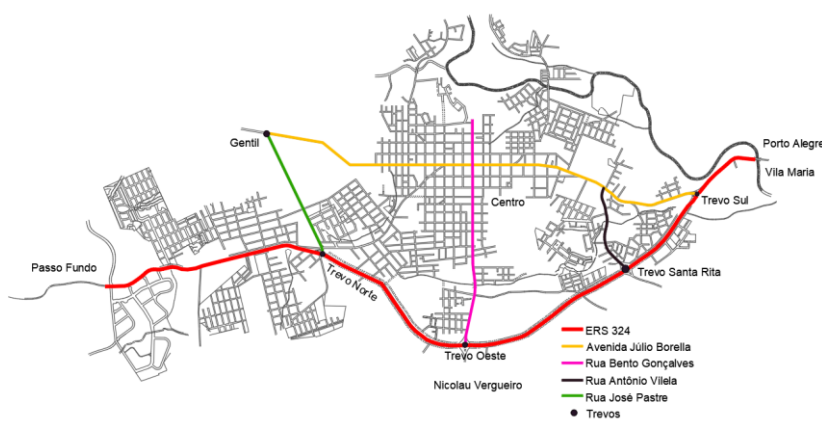 Gentil
Porto Alegre
Vila Maria
Centro
Trevo Sul
Passo Fundo
Trevo Norte
Trevo Santa Rita
Trevo Oeste
Nicolau Vergueiro
ERS 324
Avenida Júlio Borella
Rua Bento Gonçalves
Rua Antônio Vilela
Rua José Pastre
Trevos